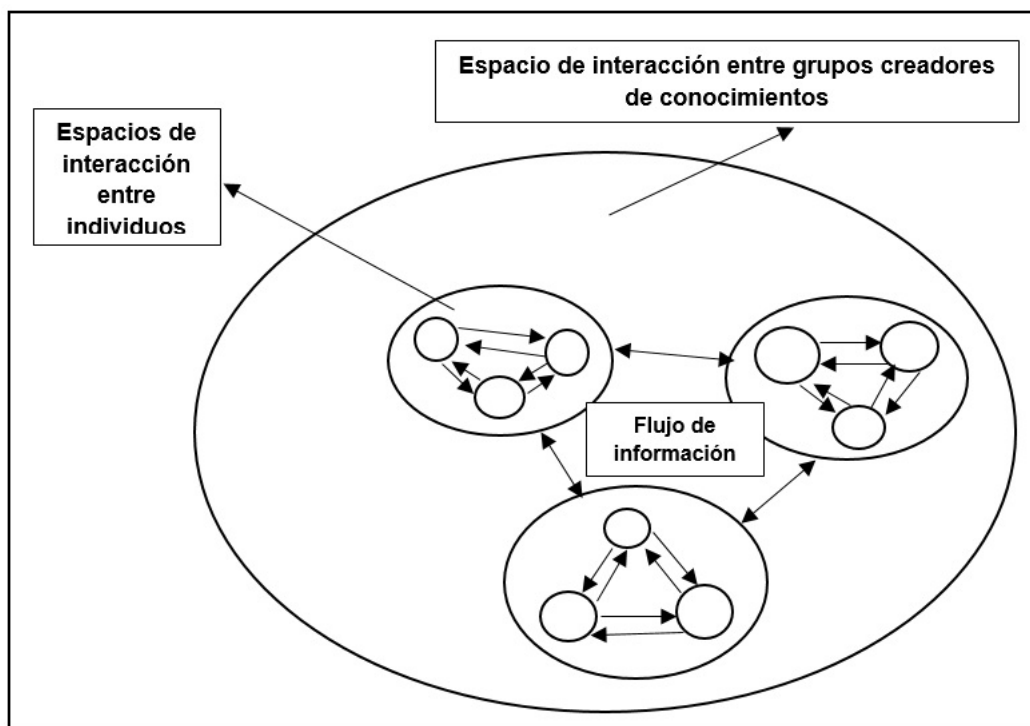 Espacio de interacción entre grupos creadores
de conocimientos
Espacios de
interacción
entre
individuos
Flujo de
información